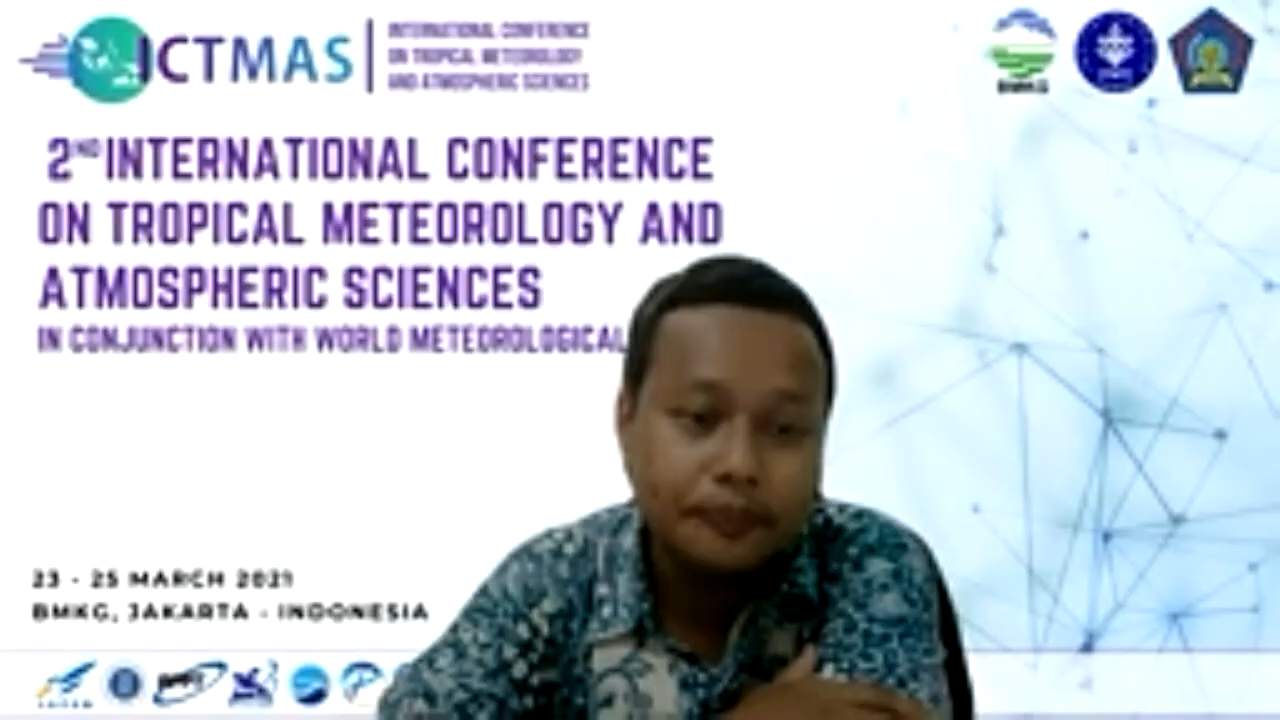 ICTMAS
INTERNATIONAL CONFERENCE
ON TROPICAL METEOROLOGY
AND ATMOSPHERIC SCIENCES
BMKG
2ND INTERNATIONAL CONFERENCE
ON TROPICAL METEOROLOGY AND
ATMOSPHERIC SCIENCES
IN CONJUNCTION WITH WORLD METEOROLOGICAL
23 - 25 MARCH 2021
BMKG, JAKARTA - INDONESIA